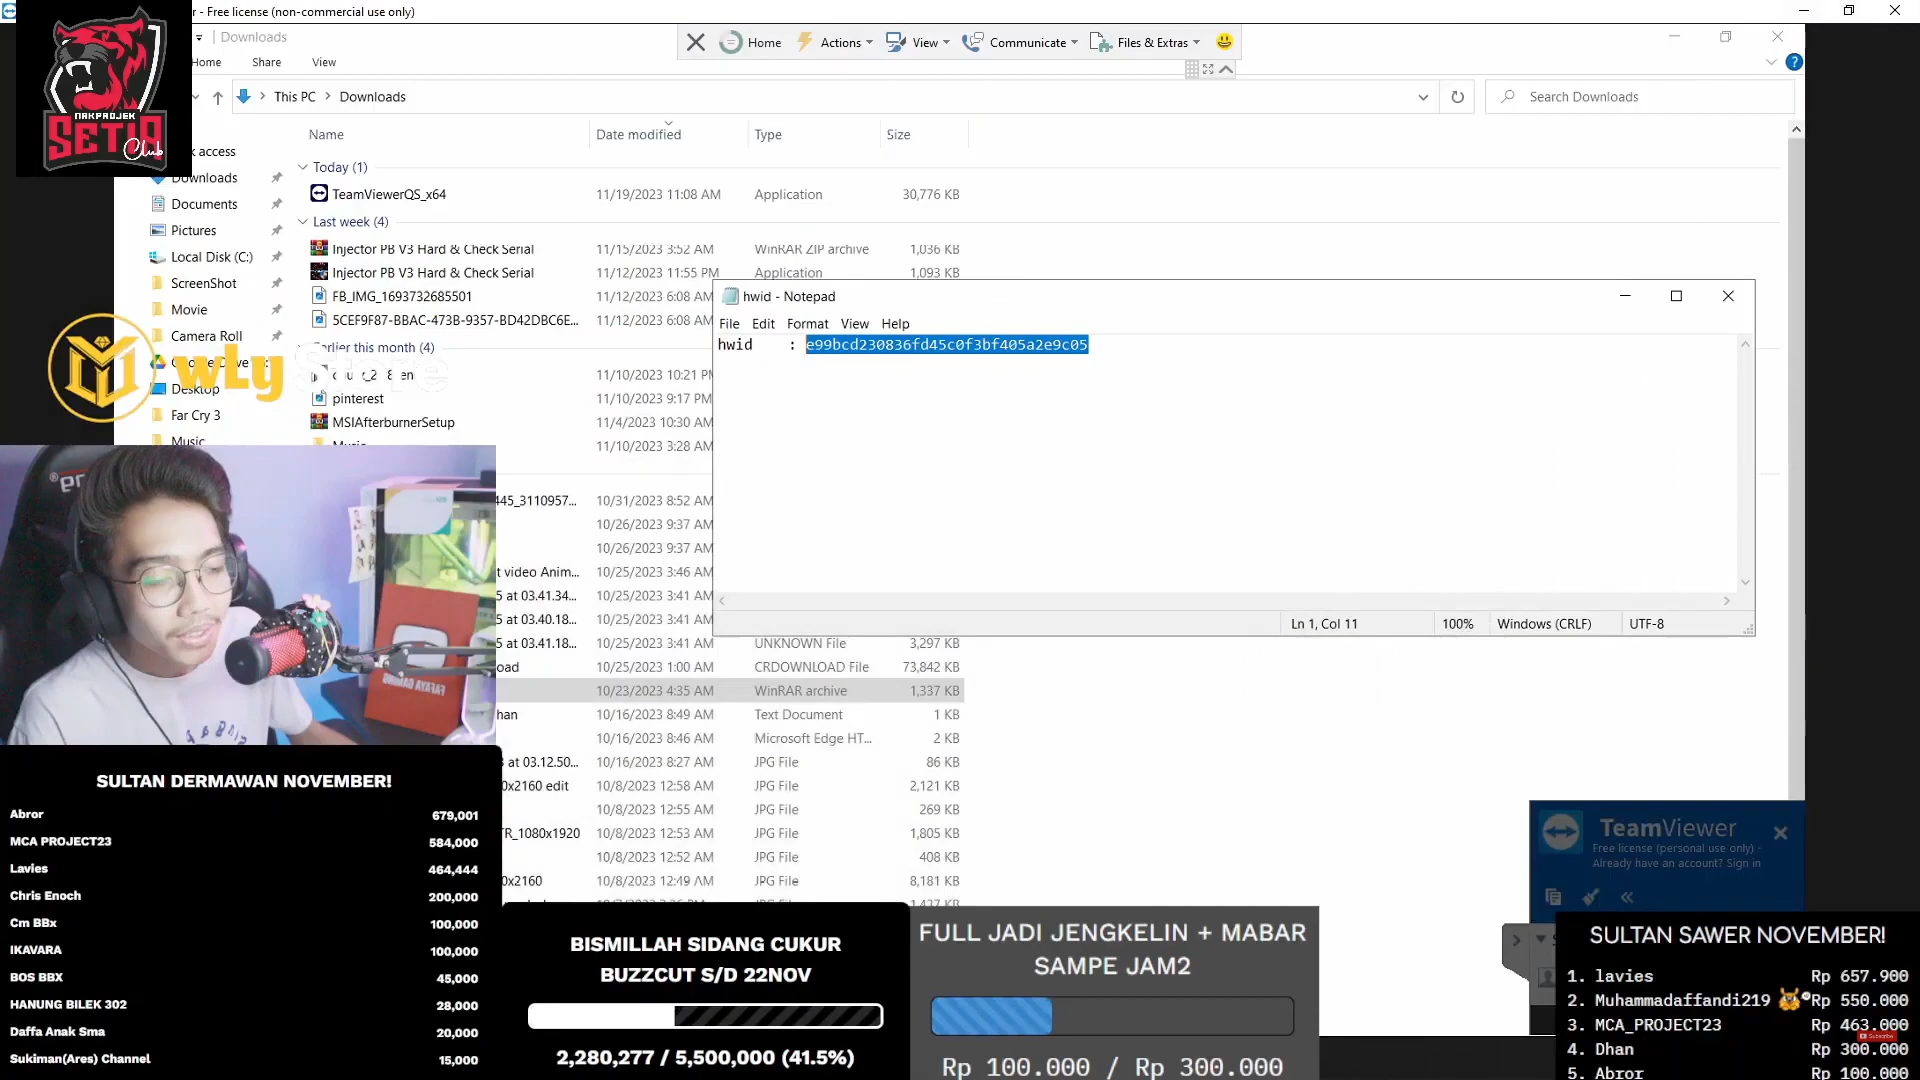 r - Free license (non-commercial use only)
Downloads
Home
Actions
View
Communicate
Files & Extras
ome
Share
View
NAKPROJEK
SETIA
Club
This PC > Downloads
Search Downloads
Name
Date modified
Type
Size
k access
Downloads
Documents
Pictures
Local Disk (C:)
ScreenShot
Movie
Camera Roll
Desktop
Far Cry 3
Music
wLy Store
Today (1)
TeamViewerQS_x64 11/19/2023 11:08 AM Application 30,776 KB
Last week (4)
Injector PB V3 Hard & Check Serial 11/15/2023 3:52 AM WinRAR ZIP archive 1,036 KB
Injector PB V3 Hard & Check Serial 11/12/2023 11:55 PM Application 1,093 KB
FB_IMG_1693732685501 11/12/2023 6:08 AM
5CEF9F87-BBAC-473B-9357-BD42DBC6E... 11/12/2023 6:08 AM
Earlier this month (4)
11/10/2023 10:21 PM
pinterest 11/10/2023 9:17 PM
MSIAfterburnerSetup 11/4/2023 10:30 AM
Music 11/10/2023 3:28 AM
445_3110957... 10/31/2023 8:52 AM
10/26/2023 9:37 AM
10/26/2023 9:37 AM
t video Anim... 10/25/2023 3:46 AM
5 at 03.41.34... 10/25/2023 3:41 AM
5 at 03.40.18... 10/25/2023 3:41 AM
5 at 03.41.18... 10/25/2023 3:41 AM UNKNOWN File 3,297 KB
oad 10/25/2023 1:00 AM CRDOWNLOAD File 73,842 KB
10/23/2023 4:35 AM WinRAR archive 1,337 KB
han 10/16/2023 8:49 AM Text Document 1 KB
10/16/2023 8:46 AM Microsoft Edge HT... 2 KB
3 at 03.12.50... 10/16/2023 8:27 AM JPG File 86 KB
0x2160 edit 10/8/2023 12:58 AM JPG File 2,121 KB
10/8/2023 12:55 AM JPG File 269 KB
TR_1080x1920 10/8/2023 12:53 AM JPG File 1,805 KB
10/8/2023 12:52 AM JPG File 408 KB
0x2160 10/8/2023 12:49 AM JPG File 8,181 KB
hwid - Notepad
File Edit Format View Help
hwid : e99bcd230836fd45c0f3bf405a2e9c05
Ln 1, Col 11
100%
Windows (CRLF)
UTF-8
FAFAYA GAMING
SULTAN DERMAWAN NOVEMBER!
Abror 679,001
MCA PROJECT23 584,000
Lavies 464,444
Chris Enoch 200,000
Cm BBx 100,000
IKAVARA 100,000
BOS BBX 45,000
HANUNG BILEK 302 28,000
Daffa Anak Sma 20,000
Sukiman(Ares) Channel 15,000
BISMILLAH SIDANG CUKUR
BUZZCUT S/D 22NOV
2,280,277 / 5,500,000 (41.5%)
FULL JADI JENGKELIN + MABAR
SAMPE JAM2
Rp 100.000 / Rp 300.000
TeamViewer
Free license (personal use only) -
Already have an account? Sign in
SULTAN SAWER NOVEMBER!
1. lavies Rp 657.900
2. Muhammadaffandi219 Rp 550.000
3. MCA_PROJECT23 Rp 463.000
Subscribe
4. Dhan Rp 300.000
5. Abror Rp 100.000